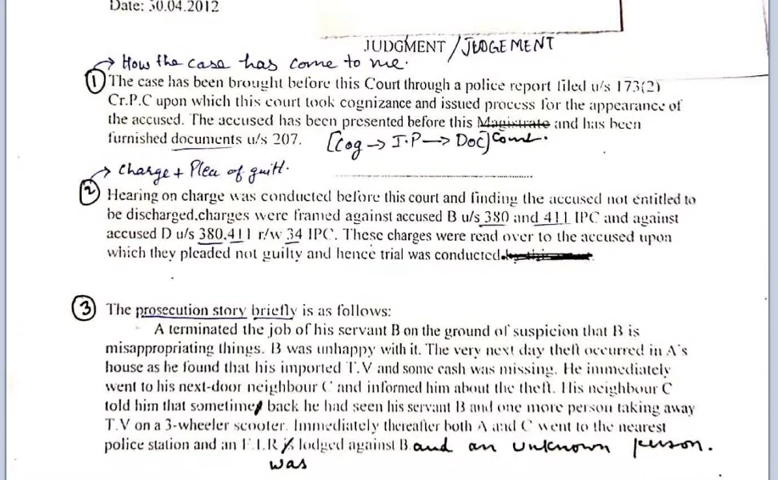 Date: 30.04.2012
JUDGMENT / JUDGEMENT
→ How the case has come to me.
① The case has been brought before this Court through a police report filed u/s 173(2)
Cr.P.C upon which this court took cognizance and issued process for the appearance of
the accused. The accused has been presented before this Magistrate and has been
furnished documents u/s 207. [Cog → I.P → Doc] Court.
→ Charge + Plea of guilt.
② Hearing on charge was conducted before this court and finding the accused not entitled to
be discharged,charges were framed against accused B u/s 380 and 411 IPC and against
accused D u/s 380,411 r/w 34 IPC. These charges were read over to the accused upon
which they pleaded not guilty and hence trial was conducted
③ The prosecution story briefly is as follows:
A terminated the job of his servant B on the ground of suspicion that B is
misappropriating things. B was unhappy with it. The very next day theft occurred in A's
house as he found that his imported T.V and some cash was missing. He immediately
went to his next-door neighbour C and informed him about the theft. His neighbour C
told him that sometime back he had seen his servant B and one more person taking away
T.V on a 3-wheeler scooter. Immediately thereafter both A and C went to the nearest
police station and an F.I.R is lodged against B and an unknown person.
was